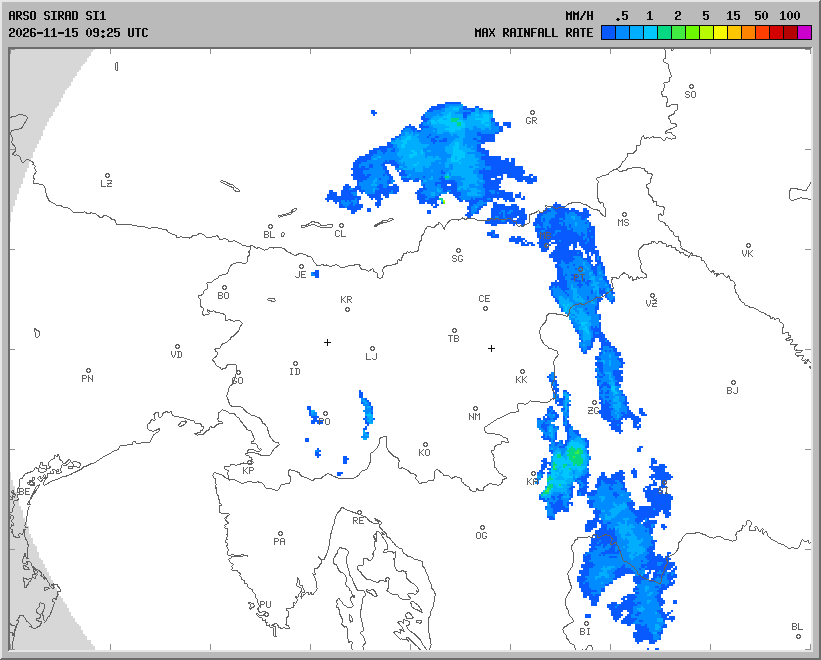 ARSO SIRAD SI1
2026-11-15 09:25 UTC
MM/H .5 1 2 5 15 50 100
MAX RAINFALL RATE
SO
GR
LZ
MS
BL
CL
VK
SG
JE
BO
KR
CE
VZ
TB
VD
LJ
ID
PN
GO
KK
BJ
NM
ZG
PO
KO
KP
KA
BE
RE
OG
PA
PU
BI
BL